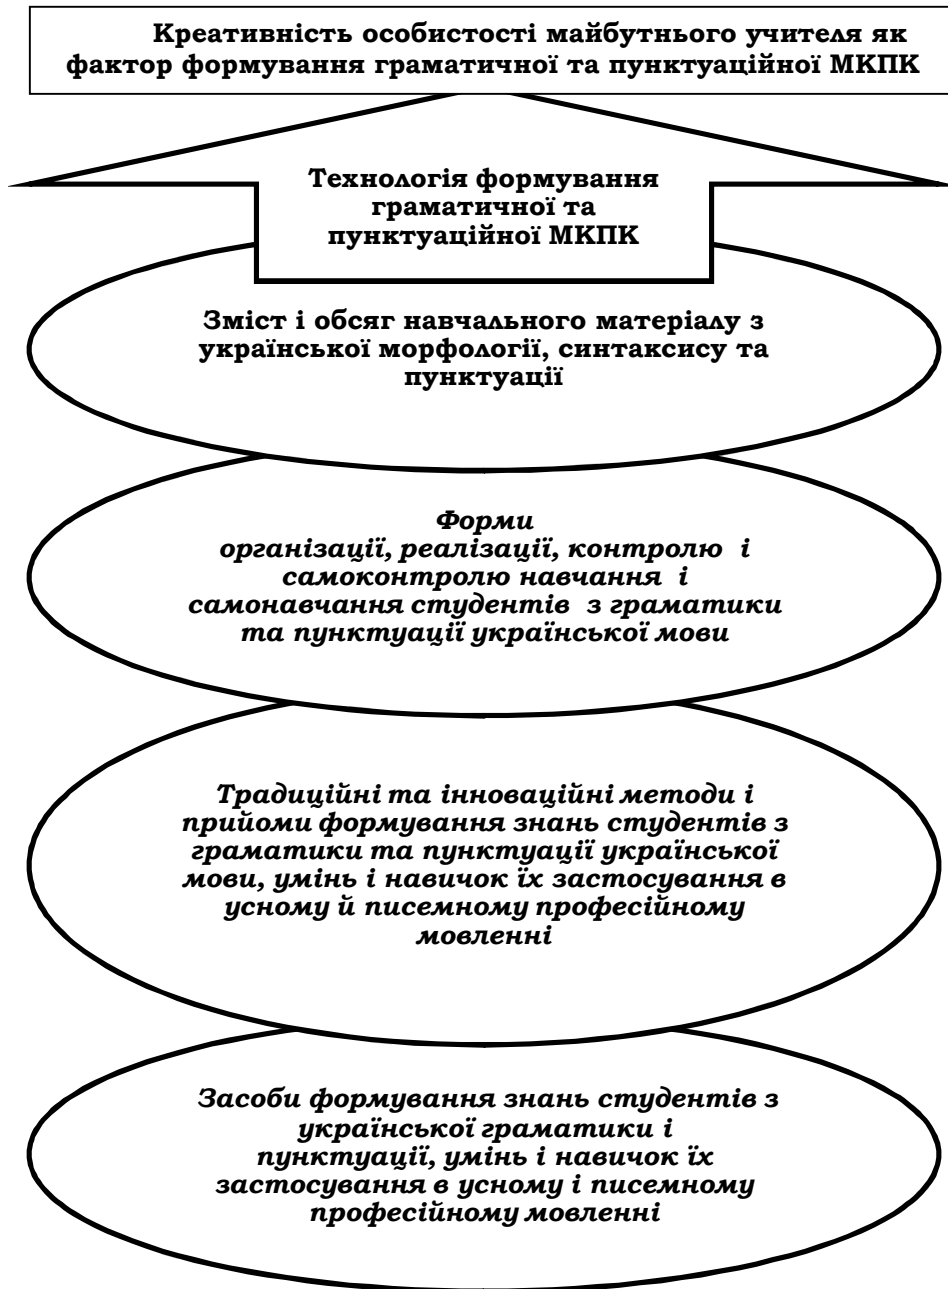 Креативність особистості майбутнього учителя як
фактор формування граматичної та пунктуаційної МКПК
Технологія формування
граматичної та
пунктуаційної МКПК
Зміст і обсяг навчального матеріалу з
української морфології, синтаксису та
пунктуації
Форми
організації, реалізації, контролю і
самоконтролю навчання і
самонавчання студентів з граматики
та пунктуації української мови
Традиційні та інноваційні методи і
прийоми формування знань студентів з
граматики та пунктуації української
мови, умінь і навичок їх застосування в
усному й писемному професійному
мовленні
Засоби формування знань студентів з
української граматики і
пунктуації, умінь і навичок їх
застосування в усному і писемному
професійному мовленні